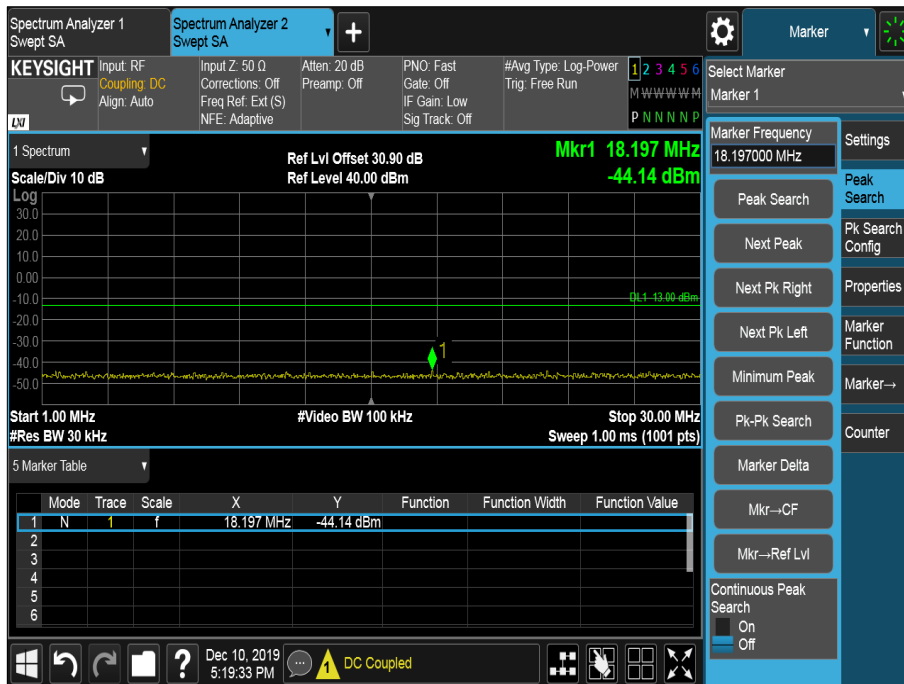 Spectrum Analyzer 1
Swept SA
Spectrum Analyzer 2
Swept SA
Marker
KEYSIGHT
LXI
Input: RF
Coupling: DC
Align: Auto
Input Z: 50 Ω
Corrections: Off
Freq Ref: Ext (S)
NFE: Adaptive
Atten: 20 dB
Preamp: Off
PNO: Fast
Gate: Off
IF Gain: Low
Sig Track: Off
#Avg Type: Log-Power
Trig: Free Run
1 2 3 4 5 6
M W W W W M
P N N N N P
Select Marker
Marker 1
1 Spectrum
Scale/Div 10 dB
Ref Lvl Offset 30.90 dB
Ref Level 40.00 dBm
Mkr1 18.197 MHz
-44.14 dBm
Log
30.0
20.0
10.0
0.00
-10.0
-20.0
-30.0
-40.0
-50.0
DL1 -13.00 dBm
1
Start 1.00 MHz
#Video BW 100 kHz
Stop 30.00 MHz
#Res BW 30 kHz
Sweep 1.00 ms (1001 pts)
5 Marker Table
Mode Trace Scale X Y Function Function Width Function Value
1 N 1 f 18.197 MHz -44.14 dBm
2
3
4
5
6
Marker Frequency
18.197000 MHz
Peak Search
Next Peak
Next Pk Right
Next Pk Left
Minimum Peak
Pk-Pk Search
Marker Delta
Mkr→CF
Mkr→Ref Lvl
Continuous Peak
Search
On
Off
Settings
Peak
Search
Pk Search
Config
Properties
Marker
Function
Marker→
Counter
?
Dec 10, 2019
5:19:33 PM
1
DC Coupled